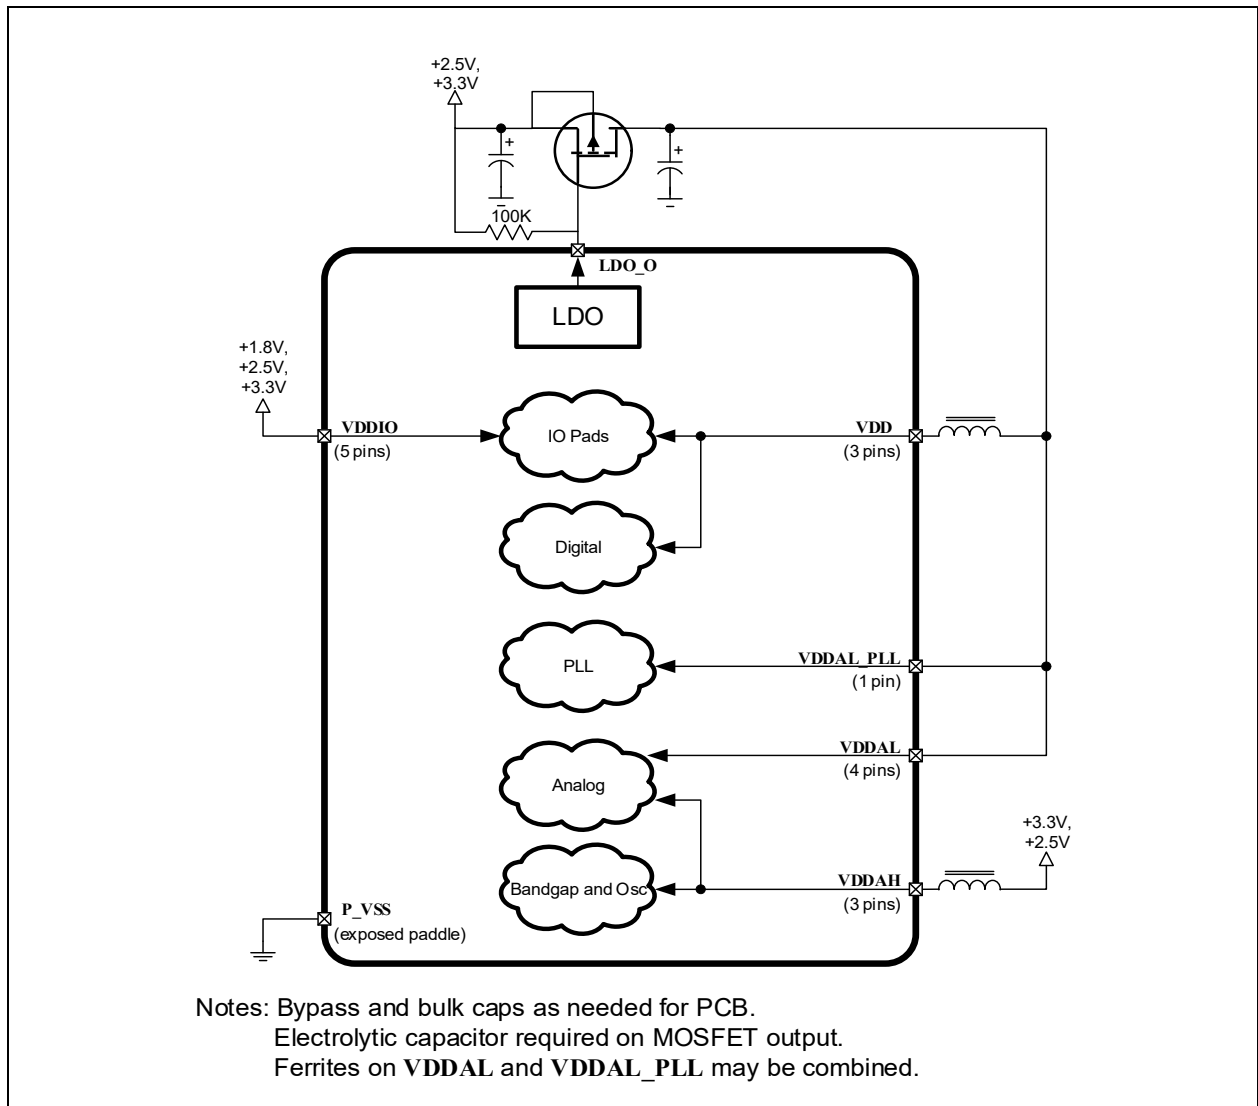 +2.5V,
+3.3V
+
+
100K
LDO_O
LDO
+1.8V,
+2.5V,
+3.3V
VDDIO
(5 pins)
IO Pads
VDD
(3 pins)
Digital
PLL
VDDAL_PLL
(1 pin)
VDDAL
(4 pins)
Analog
+3.3V,
+2.5V
Bandgap and Osc
VDDAH
(3 pins)
P_VSS
(exposed paddle)
Notes: Bypass and bulk caps as needed for PCB.
Electrolytic capacitor required on MOSFET output.
Ferrites on VDDAL and VDDAL_PLL may be combined.